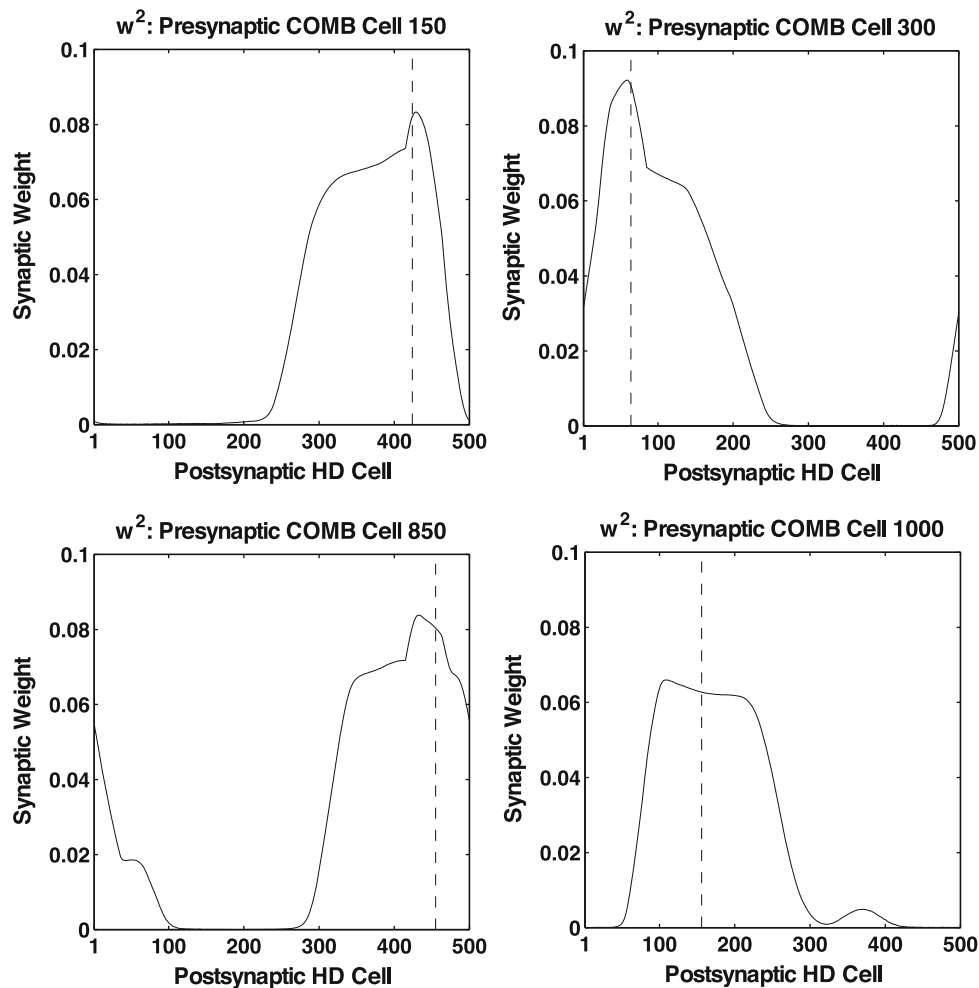 w²: Presynaptic COMB Cell 150
0.1
0.08
0.06
0.04
0.02
0
Synaptic Weight
1 100 200 300 400 500
Postsynaptic HD Cell
w²: Presynaptic COMB Cell 300
0.1
0.08
0.06
0.04
0.02
0
Synaptic Weight
1 100 200 300 400 500
Postsynaptic HD Cell
w²: Presynaptic COMB Cell 850
0.1
0.08
0.06
0.04
0.02
0
Synaptic Weight
1 100 200 300 400 500
Postsynaptic HD Cell
w²: Presynaptic COMB Cell 1000
0.1
0.08
0.06
0.04
0.02
0
Synaptic Weight
1 100 200 300 400 500
Postsynaptic HD Cell